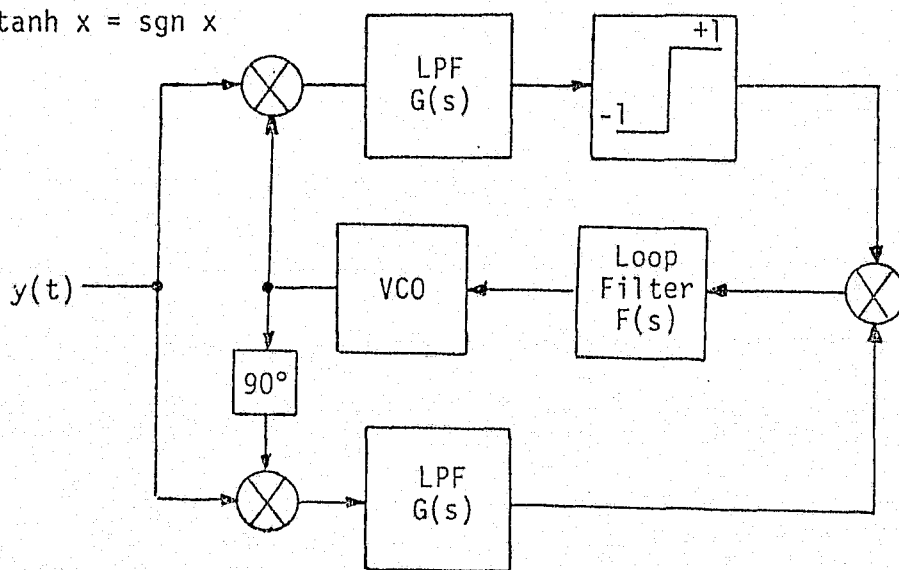 tanh x = sgn x
LPF
G(s)
+1
-1
y(t)
VCO
Loop
Filter
F(s)
90°
LPF
G(s)